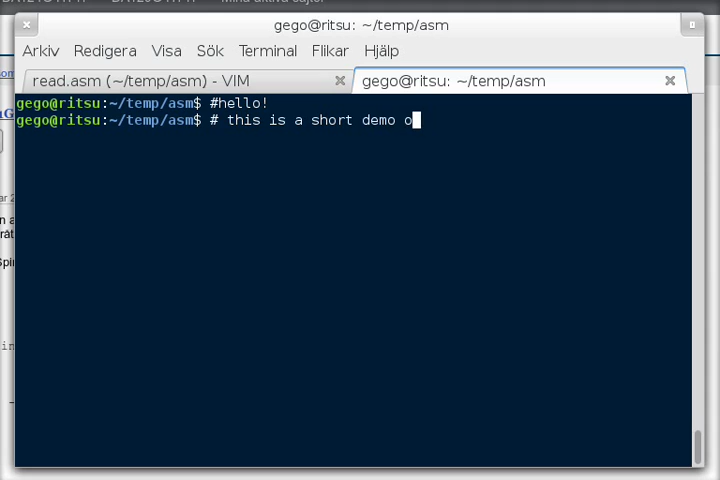 gego@ritsu: ~/temp/asm
Arkiv Redigera Visa Sök Terminal Flikar Hjälp
read.asm (~/temp/asm) - VIM
gego@ritsu: ~/temp/asm
gego@ritsu:~/temp/asm$ #hello!
gego@ritsu:~/temp/asm$ # this is a short demo o